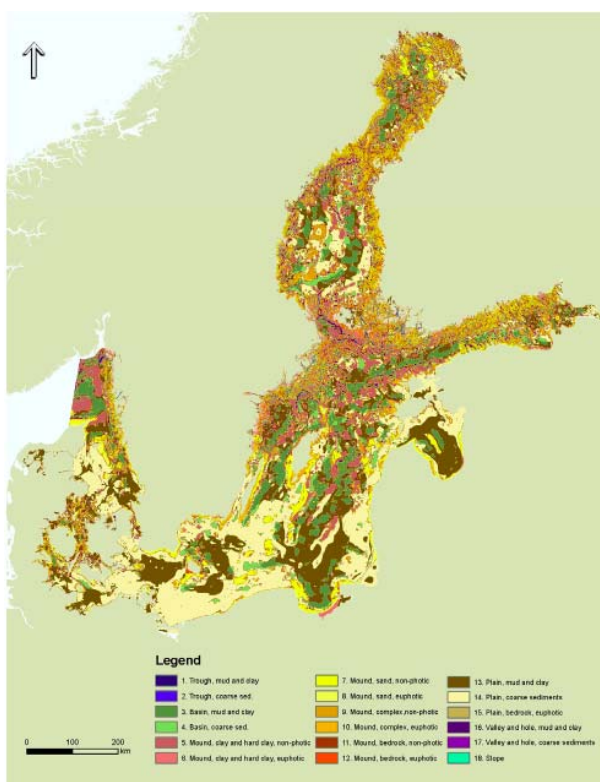 Legend
1. Trough, mud and clay
2. Trough, coarse sed.
3. Basin, mud and clay
4. Basin, coarse sed.
5. Mound, clay and hard clay, non-photic
6. Mound, clay and hard clay, euphotic
7. Mound, sand, non-photic
8. Mound, sand, euphotic
9. Mound, complex,non-photic
10. Mound, complex, euphotic
11. Mound, bedrock, non-photic
12. Mound, bedrock, euphotic
13. Plain, mud and clay
14. Plain, coarse sediments
15. Plain, bedrock, euphotic
16. Valley and hole, mud and clay
17. Valley and hole, coarse sediments
18. Slope
0 50 100 200
km